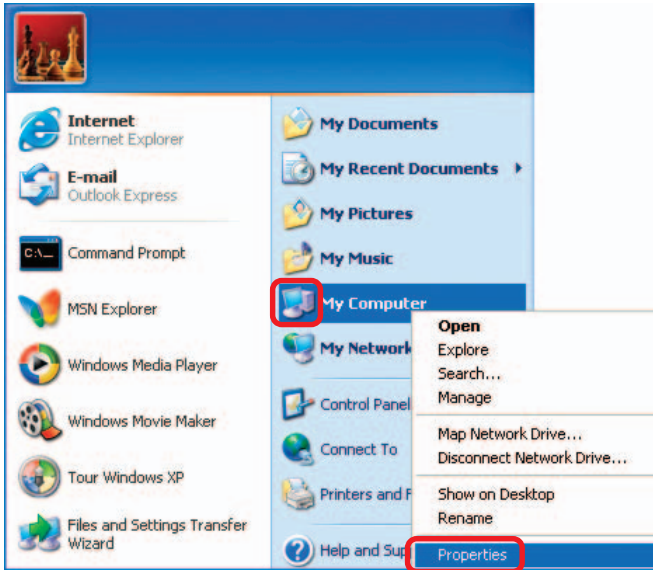 Internet
Internet Explorer
E-mail
Outlook Express
C:\_
Command Prompt
MSN Explorer
Windows Media Player
Windows Movie Maker
Tour Windows XP
Files and Settings Transfer
Wizard
My Documents
My Recent Documents
My Pictures
My Music
My Computer
My Network
Control Panel
Connect To
Printers and F
Help and Sup
Open
Explore
Search...
Manage
Map Network Drive...
Disconnect Network Drive...
Show on Desktop
Rename
Properties